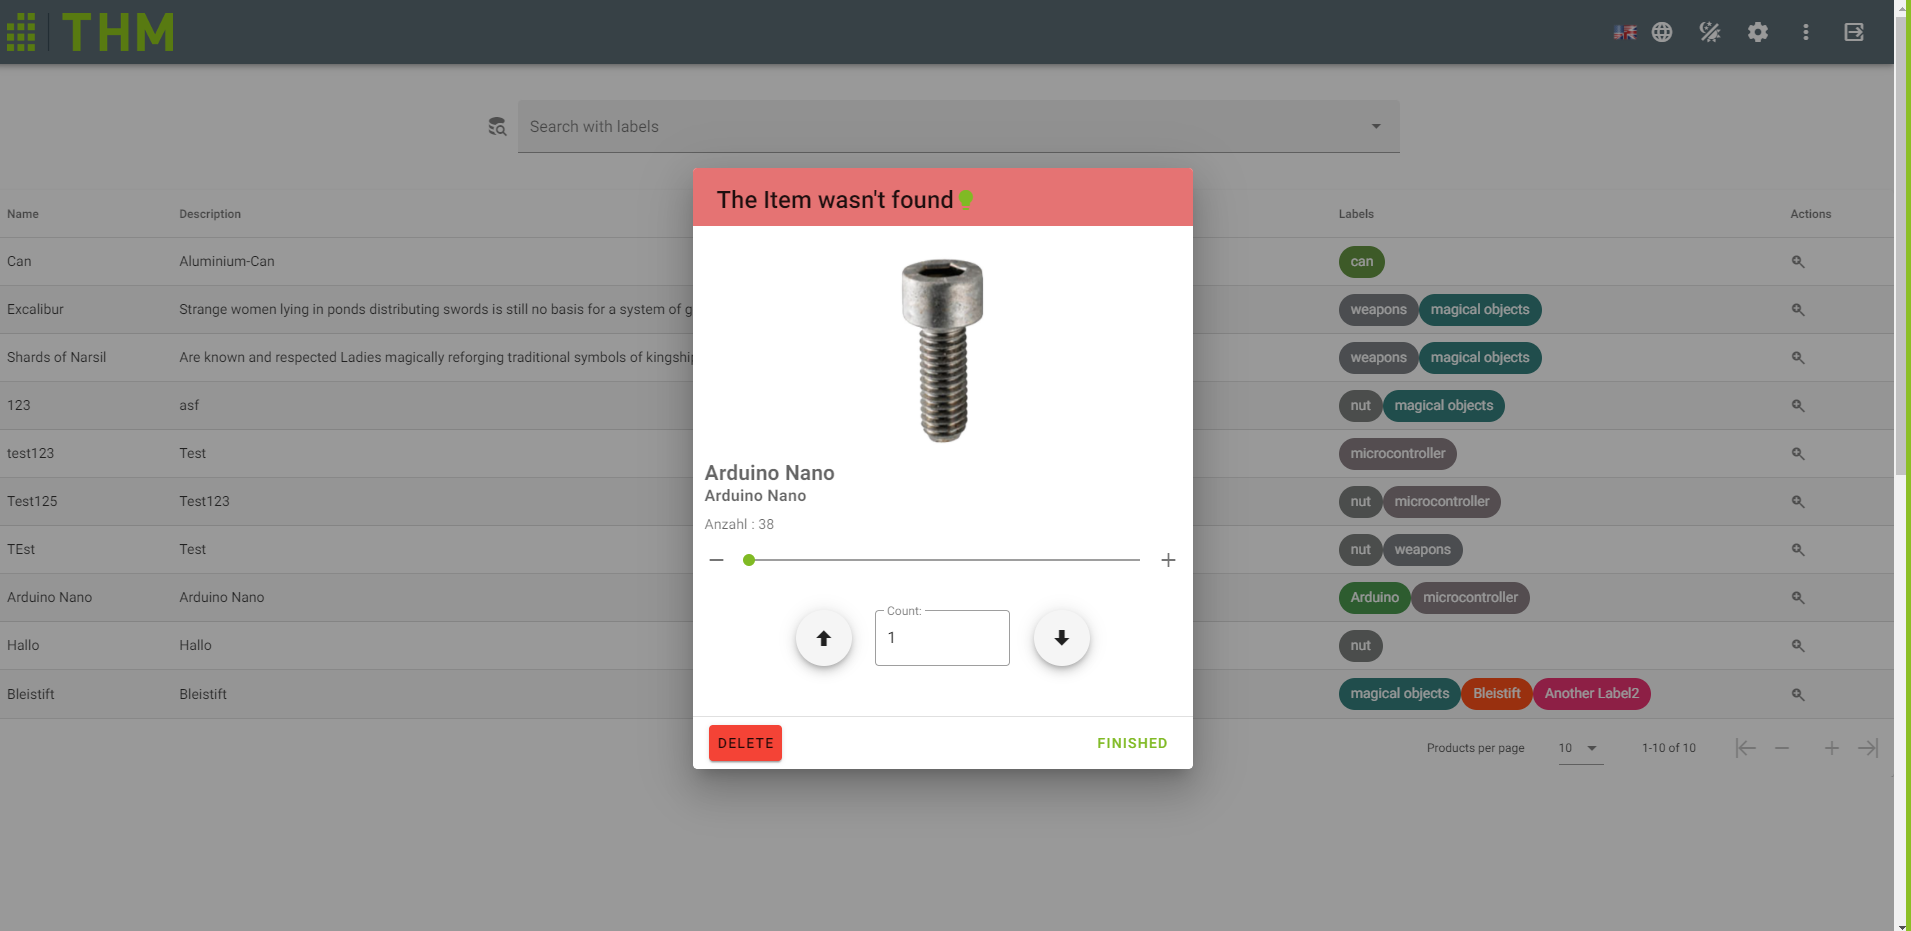 THM
Search with labels
The Item wasn't found
Name Description Labels Actions
Can Aluminium-Can can
Excalibur Strange women lying in ponds distributing swords is still no basis for a system of g weapons magical objects
Shards of Narsil Are known and respected Ladies magically reforging traditional symbols of kingship weapons magical objects
123 asf nut magical objects
test123 Test microcontroller
Test125 Test123 nut microcontroller
TEst Test nut weapons
Arduino Nano Arduino Nano Arduino microcontroller
Hallo Hallo nut
Bleistift Bleistift magical objects Bleistift Another Label2
Arduino Nano
Arduino Nano
Anzahl : 38
Count:
1
DELETE FINISHED
Products per page 10 1-10 of 10